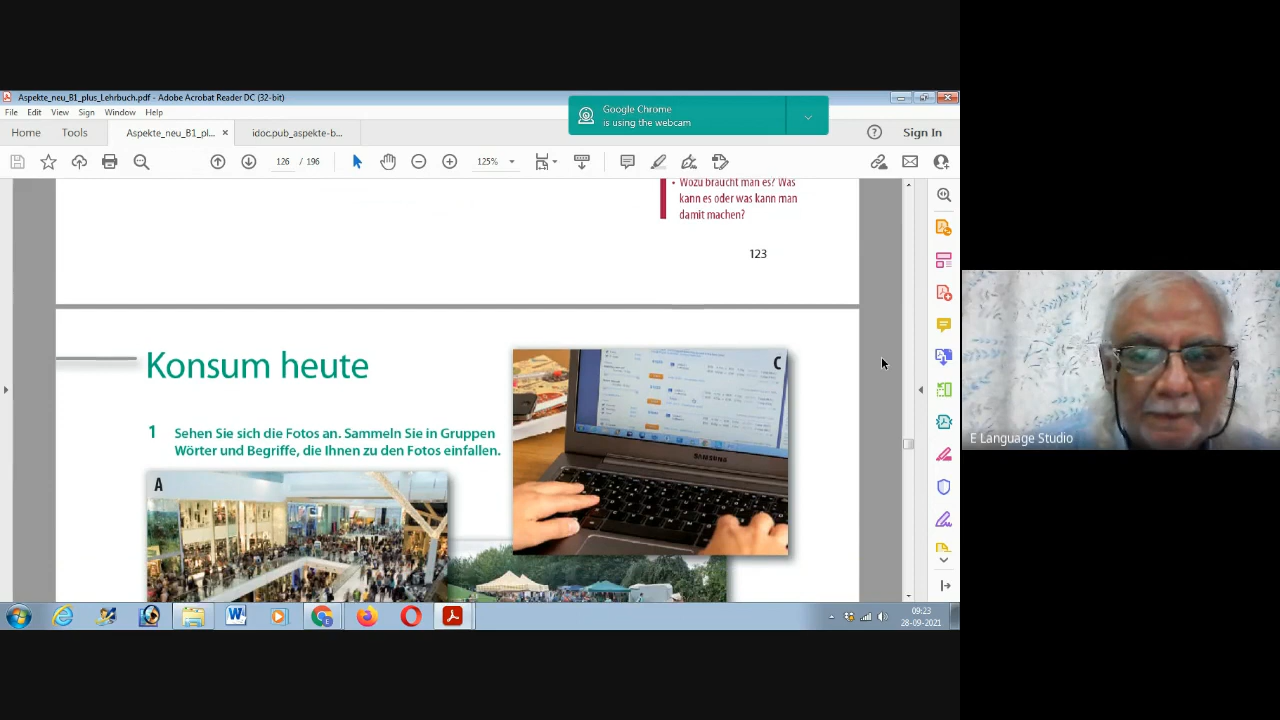 Aspekte_neu_B1_plus_Lehrbuch.pdf - Adobe Acrobat Reader DC (32-bit)
File Edit View Sign Window Help
Google Chrome
is using the webcam
Home Tools Aspekte_neu_B1_pl... × idoc.pub_aspekte-b... Sign In
126 / 196 125%
• Wozu braucht man es? Was
kann es oder was kann man
damit machen?
123
Konsum heute
C
1 Sehen Sie sich die Fotos an. Sammeln Sie in Gruppen
Wörter und Begriffe, die Ihnen zu den Fotos einfallen.
SAMSUNG
A
E Language Studio
09:23
28-09-2021